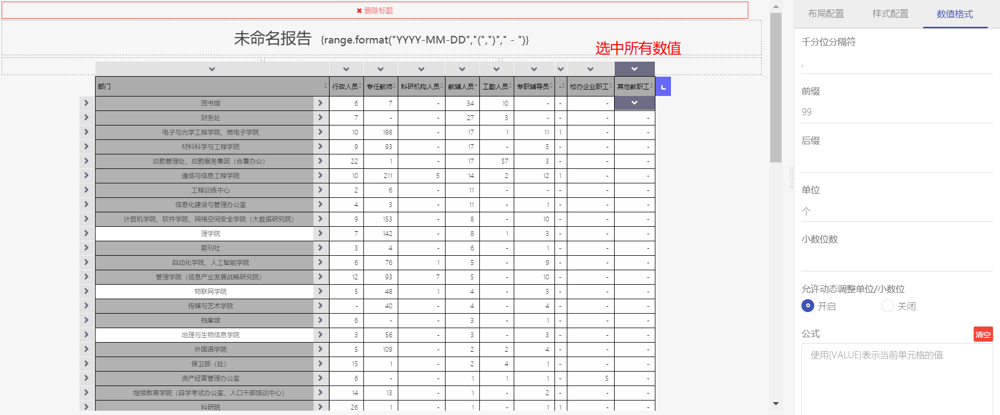 ✖ 删除标题
布局配置 样式配置 数值格式
未命名报告 {range.format("YYYY-MM-DD","(",")"," - ")}
选中所有数值
部门 行政人员 专任教师 科研机构人员 教辅人员 工勤人员 专职辅导员 - 校办企业职工 其他教职工
图书馆 6 7 - 34 10 - - -
财务处 7 - - 27 3 - - - -
电子与光学工程学院、微电子学院 10 198 - 17 1 11 1 - -
材料科学与工程学院 9 93 - 17 - 5 - - -
后勤管理处、后勤服务集团（合署办公） 22 1 - 17 57 3 - - -
通信与信息工程学院 10 211 5 14 2 12 1 - -
工程训练中心 2 6 - 11 - - - - -
信息化建设与管理办公室 4 3 - 11 - 1 - - -
计算机学院、软件学院、网络空间安全学院（大数据研究院） 9 153 - 8 - 10 - - -
理学院 7 142 - 8 1 3 - - -
期刊社 3 4 - 6 - 1 - - -
自动化学院、人工智能学院 6 76 1 5 - 9 - - -
管理学院（信息产业发展战略研究院） 12 93 7 5 - 10 - - -
物联网学院 5 48 1 4 - 5 - - -
传媒与艺术学院 - 40 - 4 - 4 - - -
档案馆 6 - - 3 - 1 - - -
地理与生物信息学院 3 56 - 3 - 3 - - -
外国语学院 5 109 - 2 2 4 - - -
保卫部（处） 15 1 - 2 4 1 - - -
资产经营管理办公室 6 - - 1 1 1 - 5 -
继续教育学院（自学考试办公室、人口干部培训中心） 14 13 - 1 - 2 - - -
科研院 26 1 - 1 - 1 1 - -
千分位分隔符
,
前缀
99
后缀
单位
个
小数位数
允许动态调整单位/小数位
开启 关闭
公式 清空
使用{VALUE}表示当前单元格的值